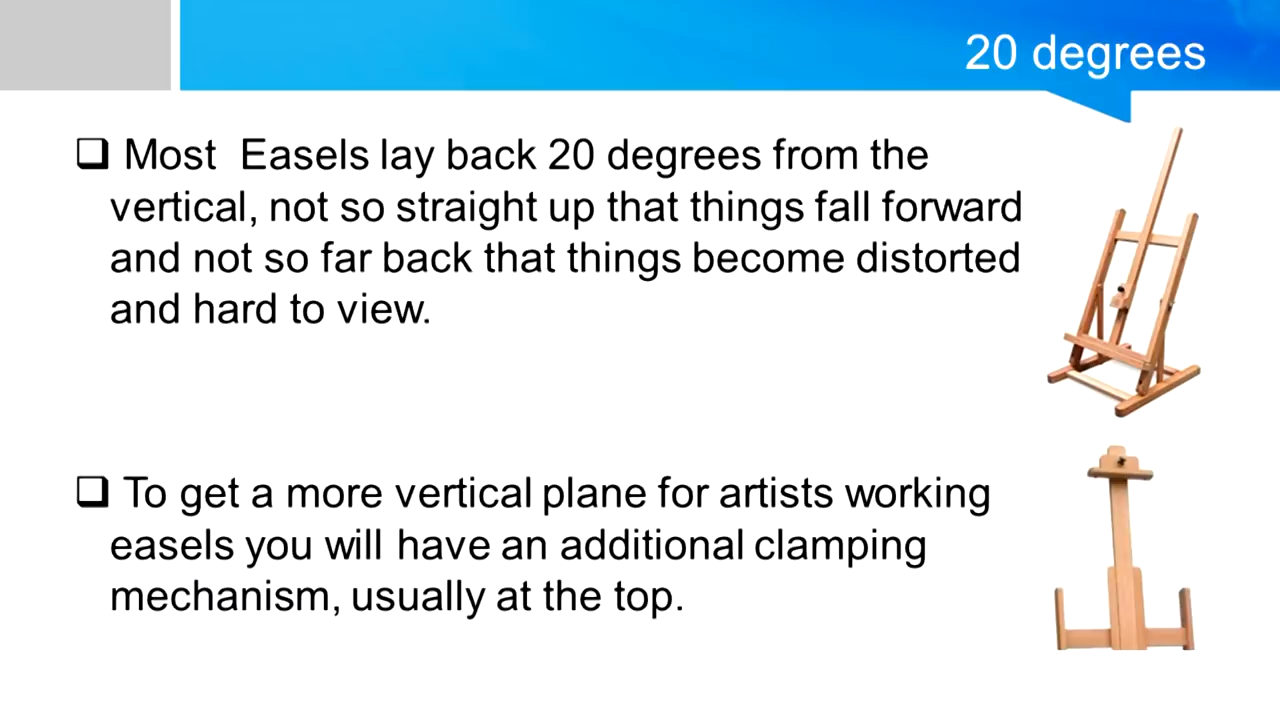 20 degrees
❑ Most  Easels lay back 20 degrees from the
vertical, not so straight up that things fall forward
and not so far back that things become distorted
and hard to view.
❑ To get a more vertical plane for artists working
easels you will have an additional clamping
mechanism, usually at the top.